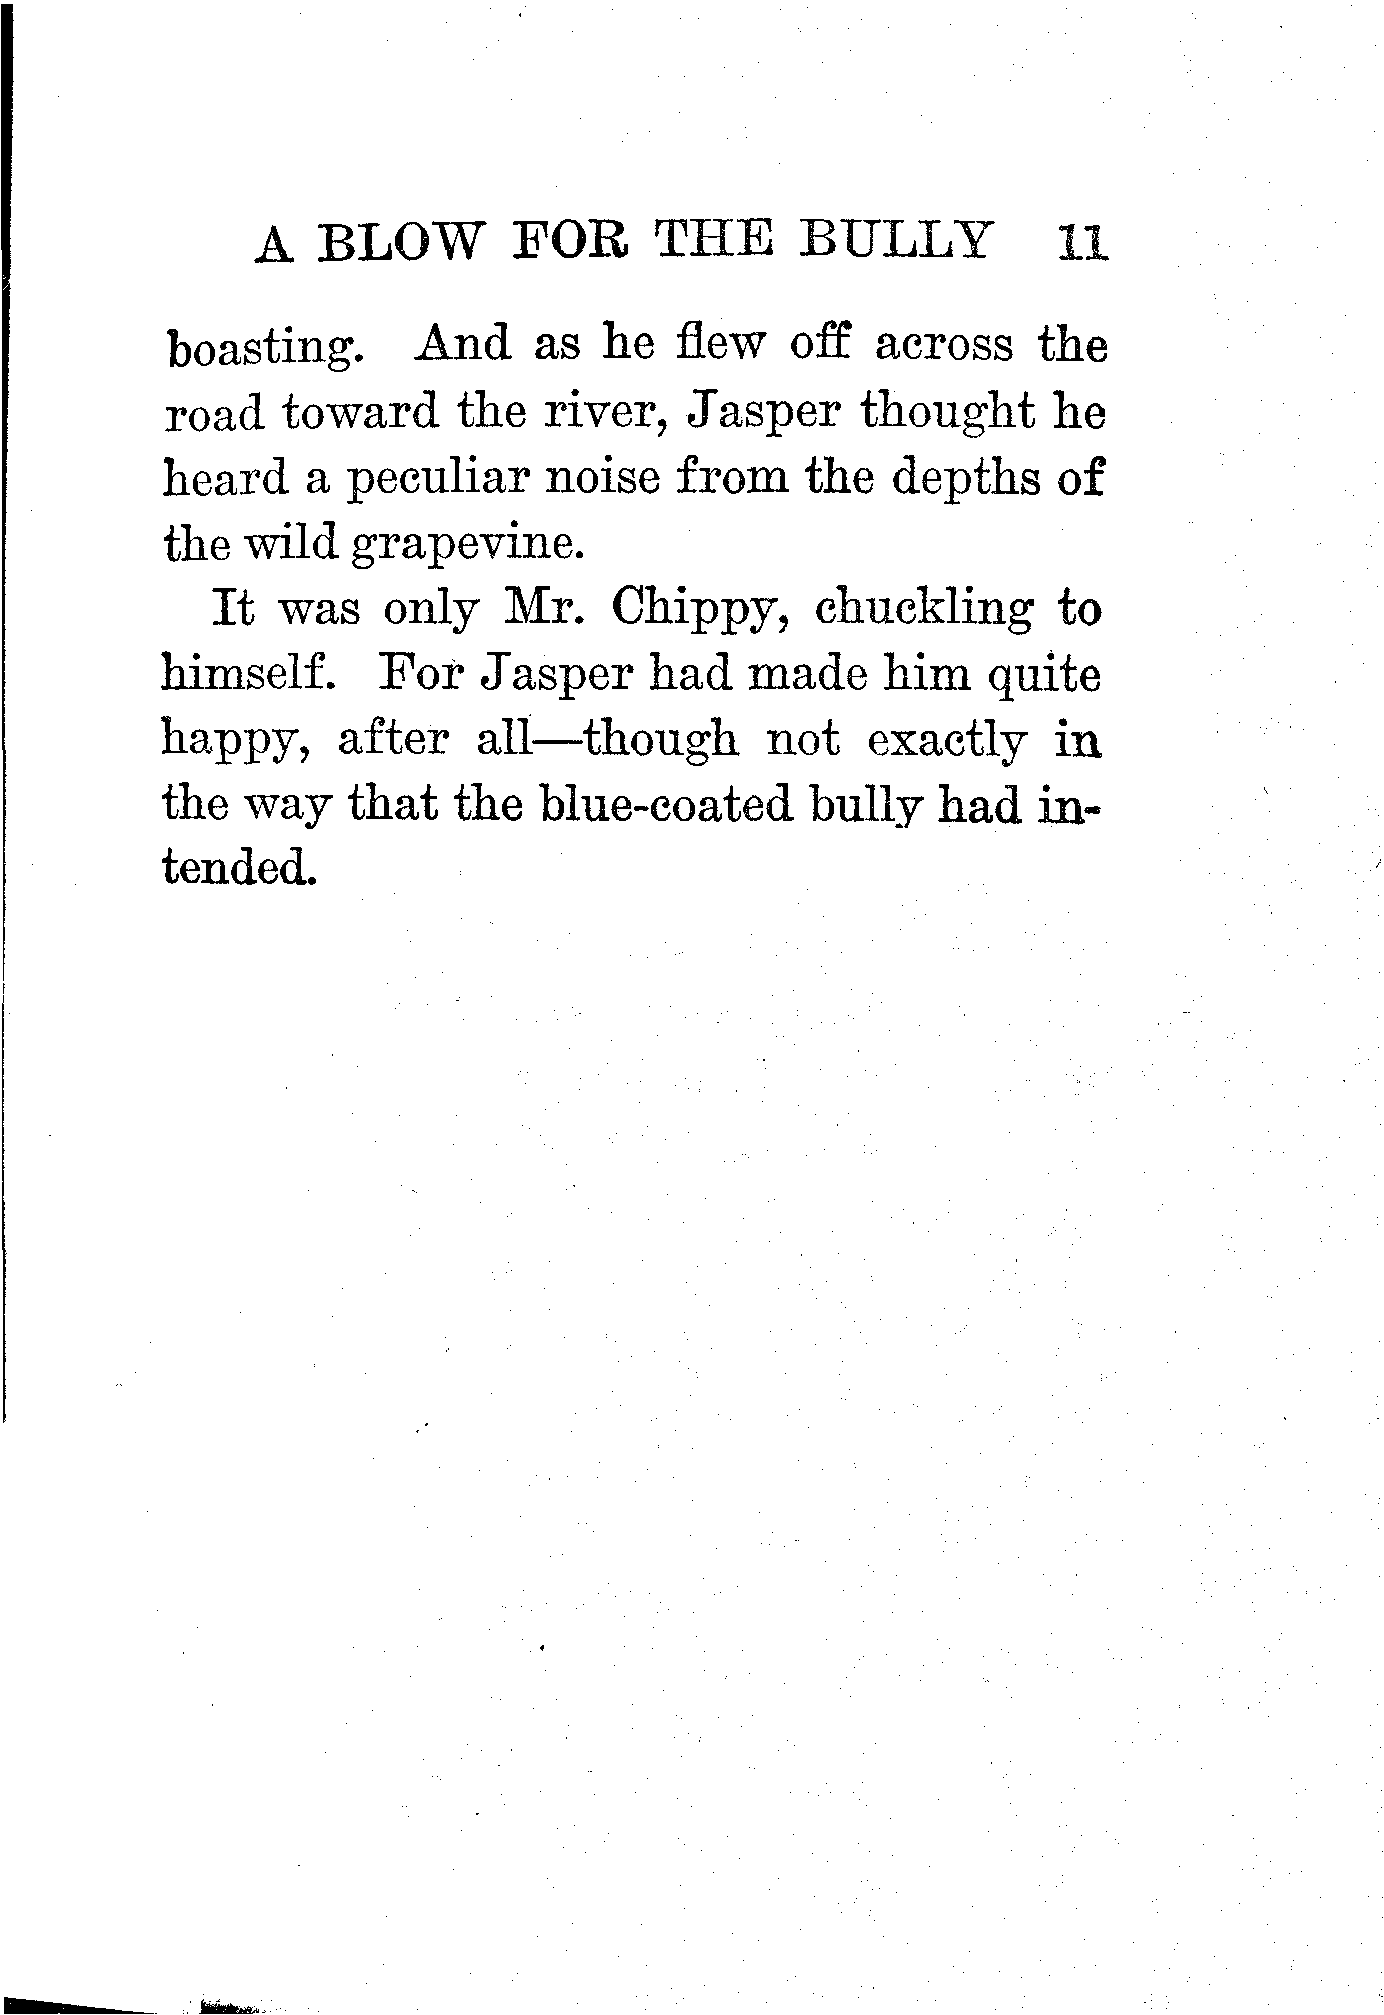 A BLOW FOR THE BULLY 11
boasting. And as he flew off across the
road toward the river, Jasper thought he
heard a peculiar noise from the depths of
the wild grapevine.
It was only Mr. Chippy, chuckling to
himself. For Jasper had made him quite
happy, after all—though not exactly in
the way that the blue-coated bully had in-
tended.